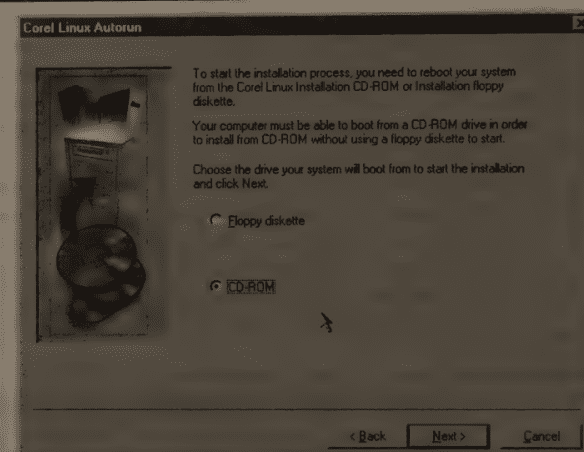 Corel Linux Autorun
To start the installation process, you need to reboot your system
from the Corel Linux Installation CD-ROM or Installation floppy
diskette.
Your computer must be able to boot from a CD-ROM drive in order
to install from CD-ROM without using a floppy diskette to start.
Choose the drive your system will boot from to start the installation
and click Next.
Floppy diskette
CD-ROM
< Back
Next >
Cancel